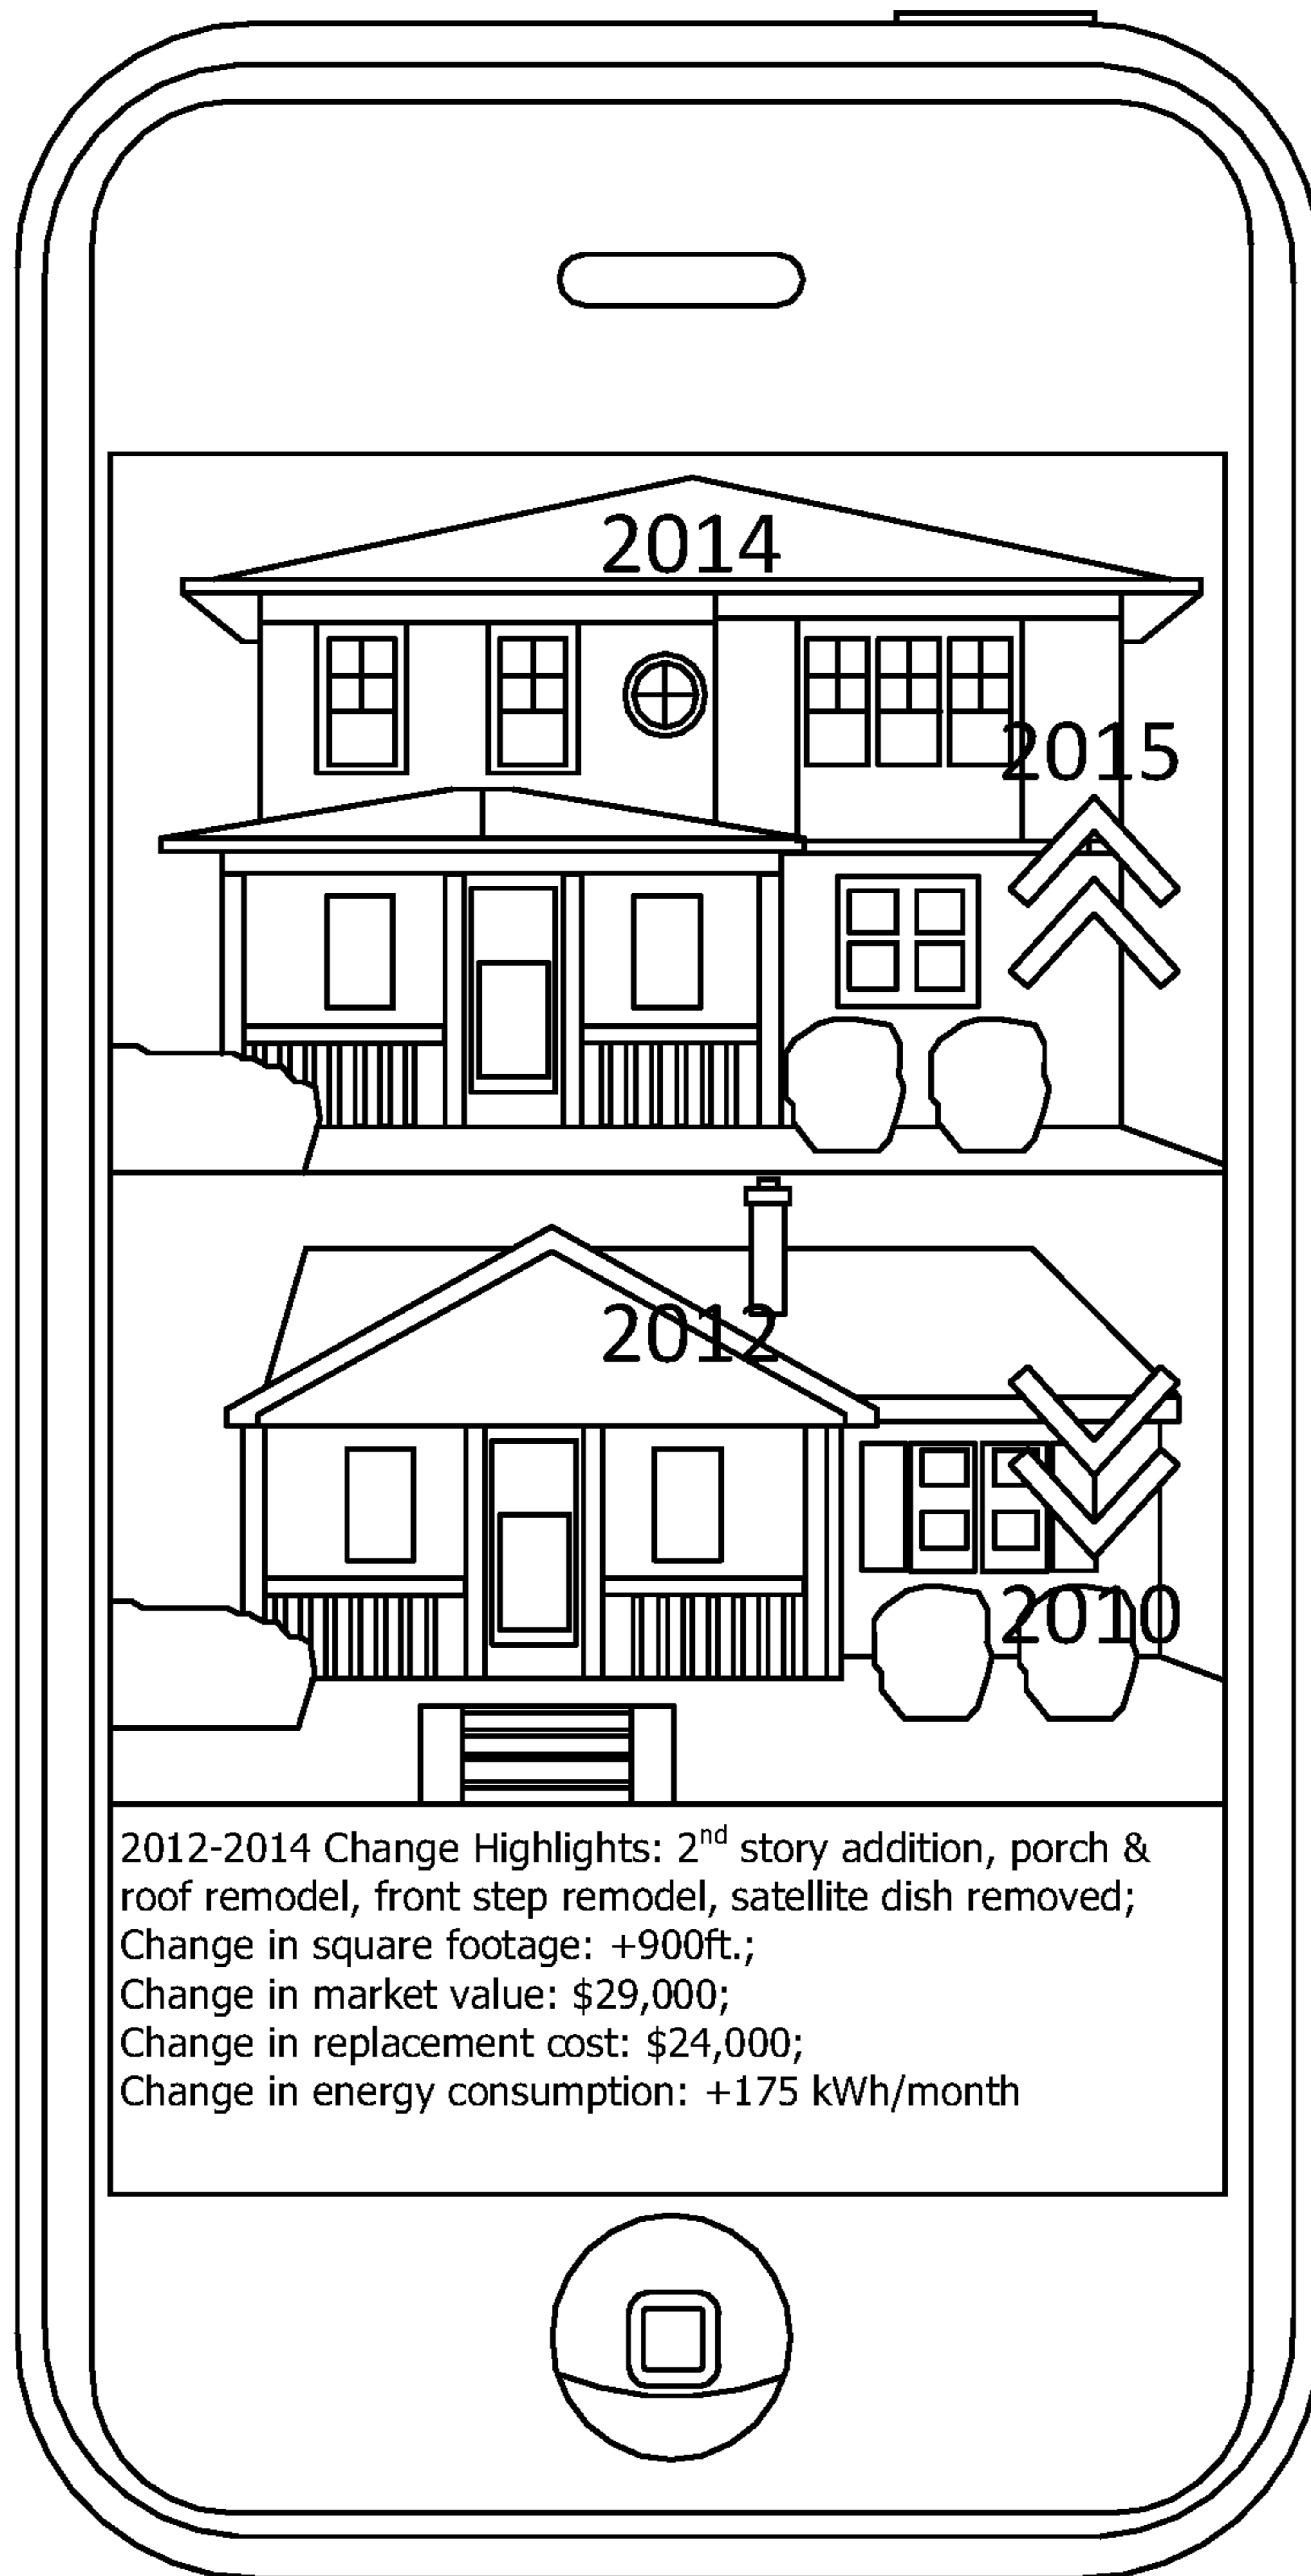 2014
2015
2012
2010
2012-2014 Change Highlights: 2nd story addition, porch &
roof remodel, front step remodel, satellite dish removed;
Change in square footage: +900ft.;
Change in market value: $29,000;
Change in replacement cost: $24,000;
Change in energy consumption: +175 kWh/month